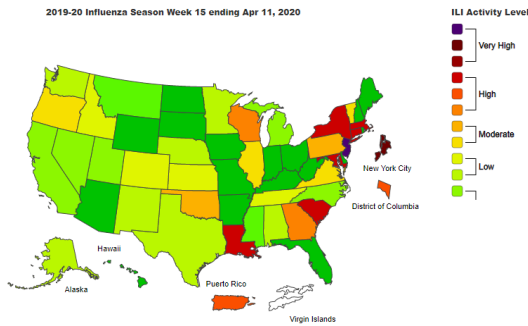 2019-20 Influenza Season Week 15 ending Apr 11, 2020
ILI Activity Level
Very High
High
Moderate
Low
New York City
District of Columbia
Hawaii
Alaska
Puerto Rico
Virgin Islands